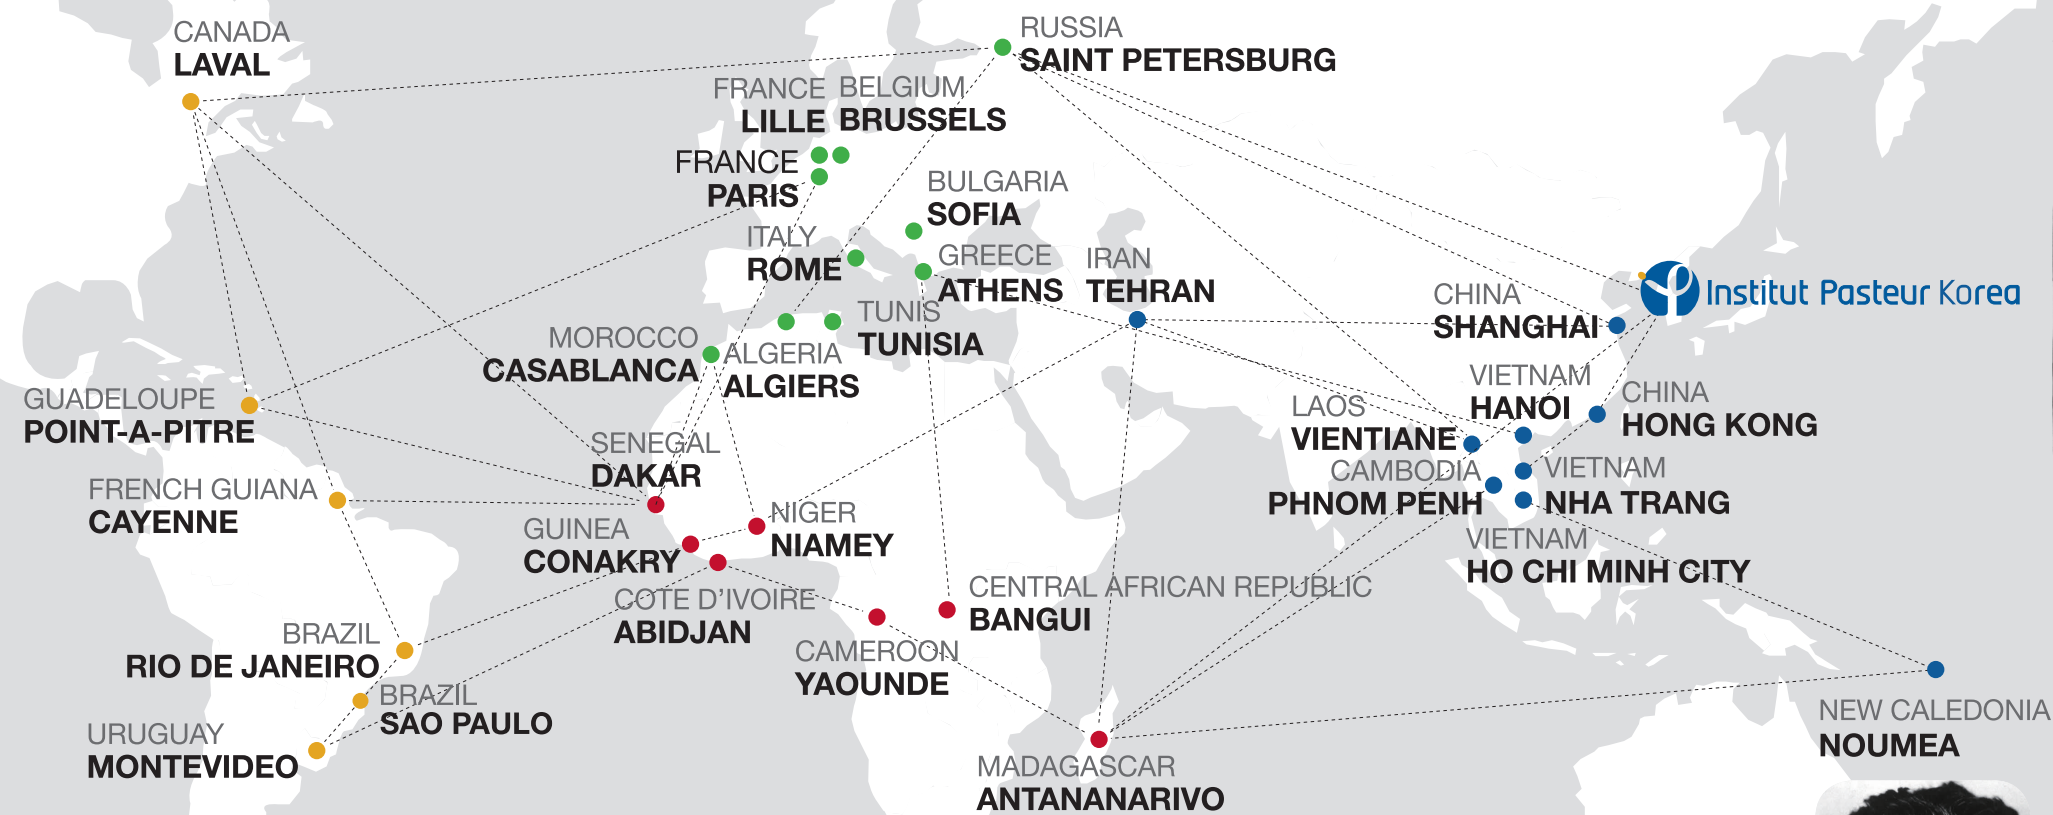 CANADA
LAVAL
RUSSIA
SAINT PETERSBURG
FRANCE
LILLE
BELGIUM
BRUSSELS
FRANCE
PARIS
BULGARIA
SOFIA
ITALY
ROME
GREECE
ATHENS
IRAN
TEHRAN
Institut Pasteur Korea
CHINA
SHANGHAI
TUNIS
TUNISIA
MOROCCO
CASABLANCA
ALGERIA
ALGIERS
GUADELOUPE
POINT-A-PITRE
VIETNAM
HANOI
CHINA
HONG KONG
LAOS
VIENTIANE
SENEGAL
DAKAR
CAMBODIA
PHNOM PENH
VIETNAM
NHA TRANG
FRENCH GUIANA
CAYENNE
GUINEA
CONAKRY
NIGER
NIAMEY
VIETNAM
HO CHI MINH CITY
COTE D'IVOIRE
ABIDJAN
CENTRAL AFRICAN REPUBLIC
BANGUI
BRAZIL
RIO DE JANEIRO
CAMEROON
YAOUNDE
BRAZIL
SAO PAULO
URUGUAY
MONTEVIDEO
MADAGASCAR
ANTANANARIVO
NEW CALEDONIA
NOUMEA